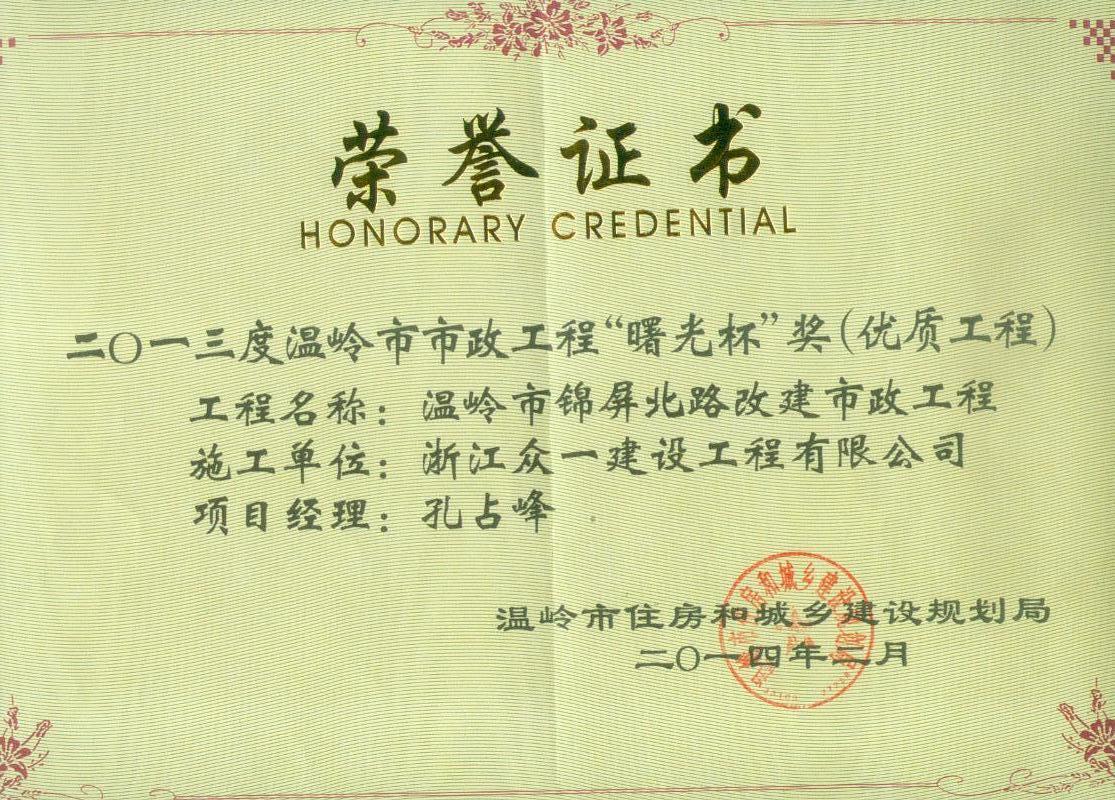 荣誉证书
HONORARY CREDENTIAL
二〇一三度温岭市市政工程“曙光杯”奖（优质工程）
工程名称：温岭市锦屏北路改建市政工程
施工单位：浙江众一建设工程有限公司
项目经理：孔占峰
温岭市住房和城乡建设规划局
二〇一四年二月